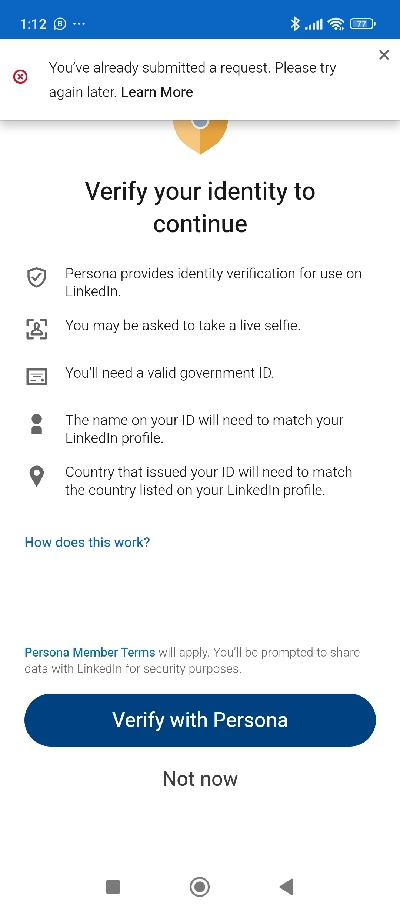 1:12
77
You've already submitted a request. Please try
again later. Learn More
Verify your identity to
continue
Persona provides identity verification for use on
LinkedIn.
You may be asked to take a live selfie.
You'll need a valid government ID.
The name on your ID will need to match your
LinkedIn profile.
Country that issued your ID will need to match
the country listed on your LinkedIn profile.
How does this work?
Persona Member Terms will apply. You'll be prompted to share
data with LinkedIn for security purposes.
Verify with Persona
Not now